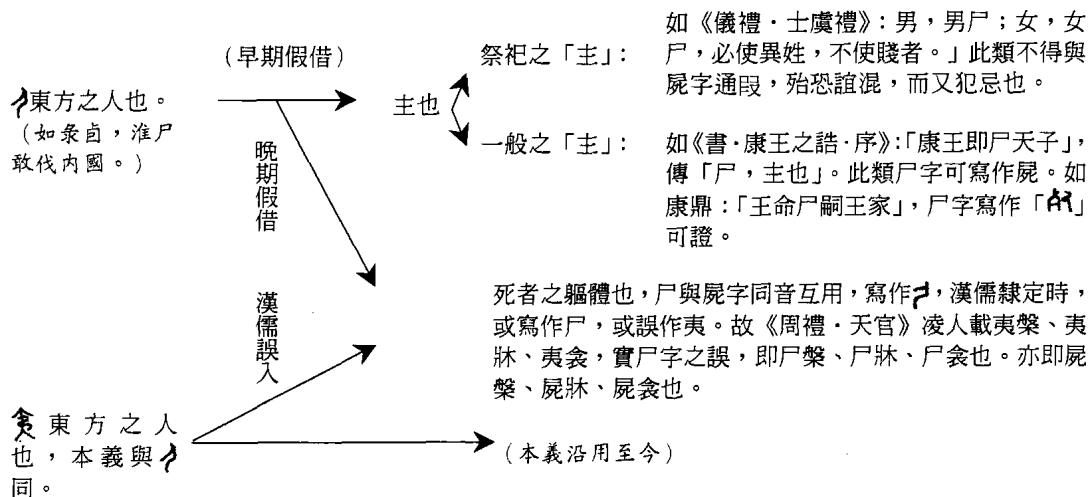 (早期假借)
東方之人也。
(如彔卣,淮尸
敢伐內國。)
主也
祭祀之「主」:
如《儀禮·士虞禮》:男,男尸;女,女
尸,必使異姓,不使賤者。」此類不得與
屍字通叚,殆恐誼混,而又犯忌也。
一般之「主」:
如《書·康王之誥·序》:「康王即尸天子」,
傳「尸,主也」。此類尸字可寫作屍。如
康鼎:「王命尸嗣王家」,尸字寫作「」
可證。
晚期假借
漢儒誤入
死者之軀體也,尸與屍字同音互用,寫作,漢儒隸定時,
或寫作尸,或誤作夷。故《周禮·天官》凌人載夷槃、夷
牀、夷衾,實尸字之誤,即尸槃、尸牀、尸衾也。亦即屍
槃、屍牀、屍衾也。
東方之人
也,本義與
同。
(本義沿用至今)